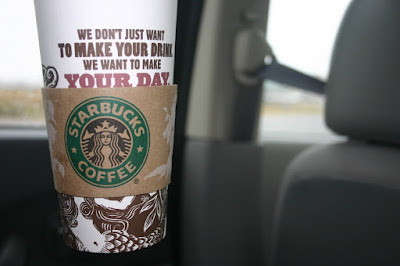 WE DON'T JUST WANT
TO MAKE YOUR DRINK.
WE WANT TO MAKE
YOUR DAY.
STARBUCKS
COFFEE